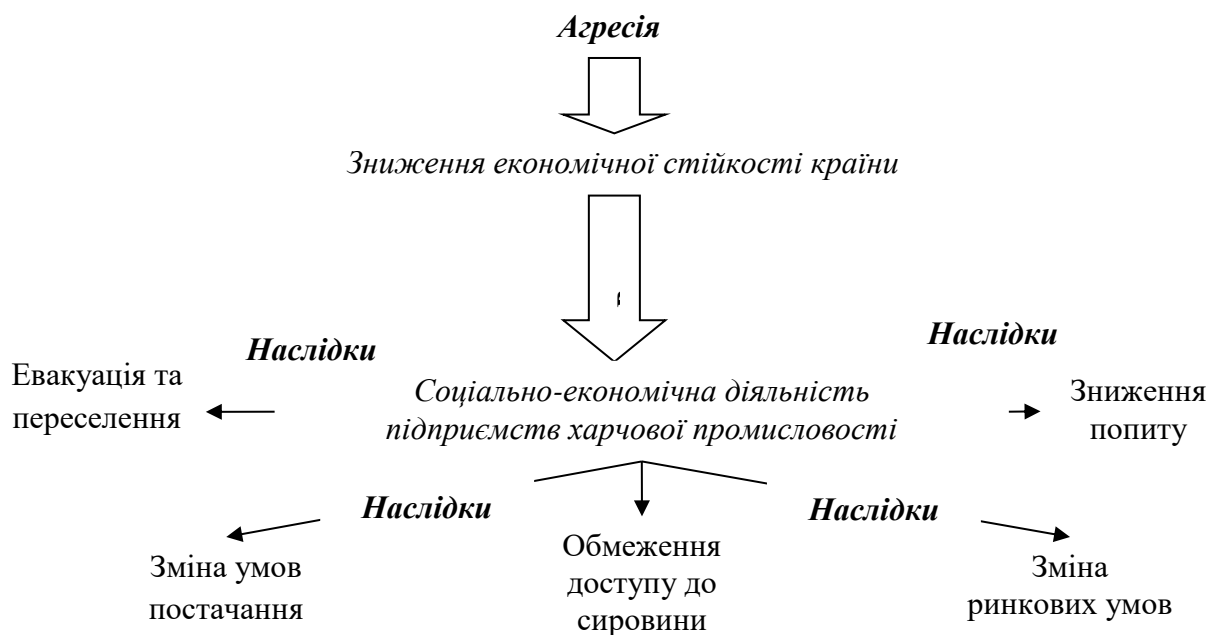 Агресія
Зниження економічної стійкості країни
Наслідки
Наслідки
Евакуація та
переселення
Соціально-економічна діяльність
підприємств харчової промисловості
Зниження
попиту
Наслідки
Наслідки
Зміна умов
постачання
Обмеження
доступу до
сировини
Зміна
ринкових умов